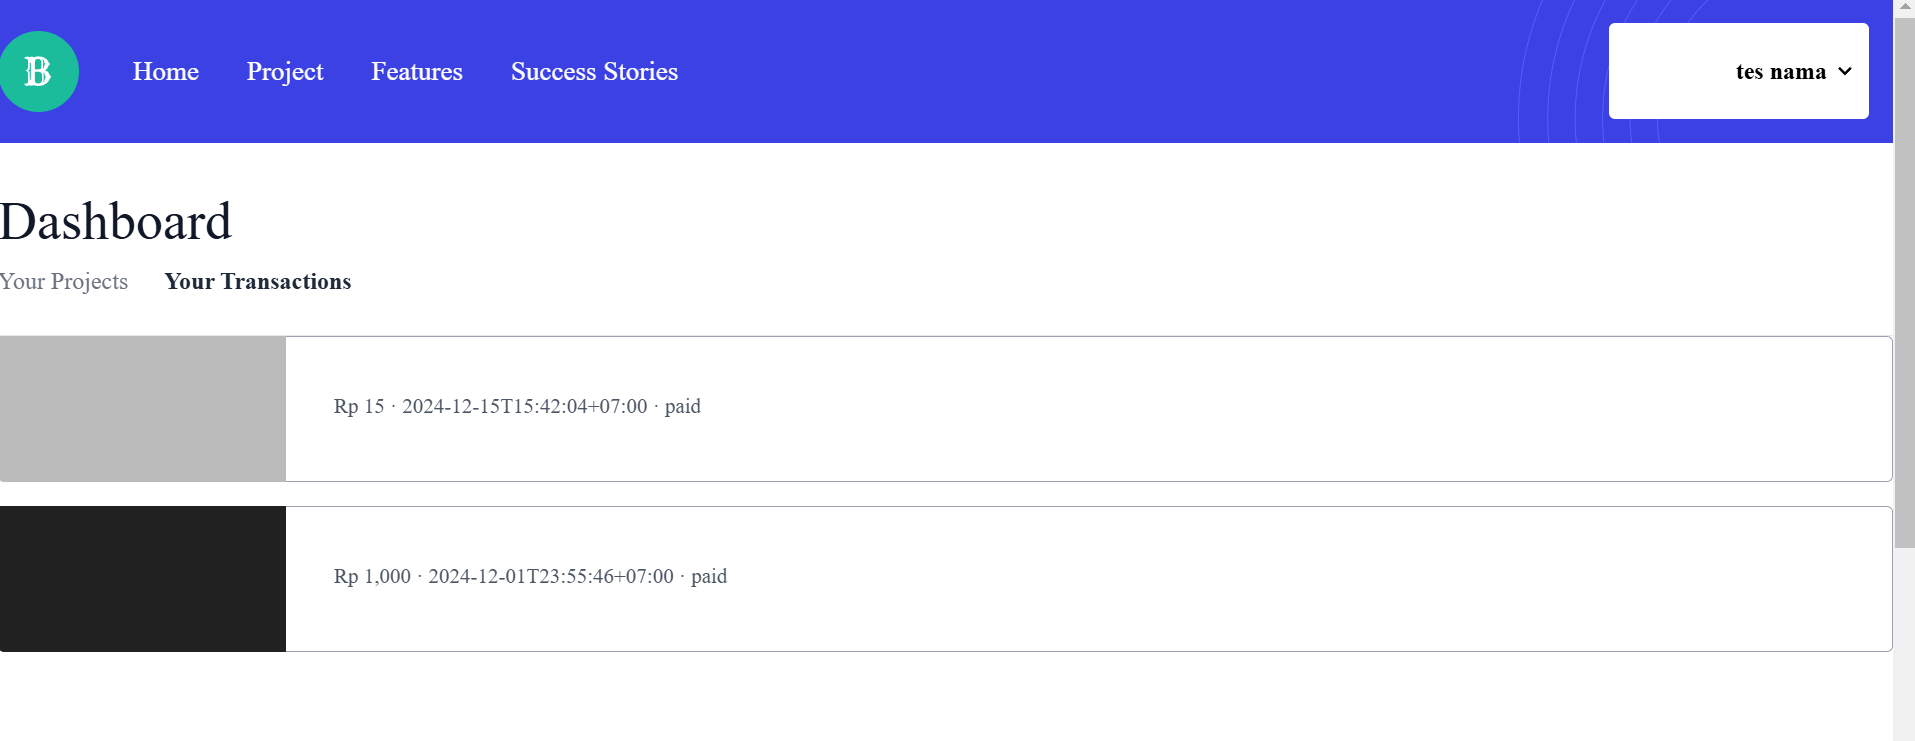 B
Home Project Features Success Stories
tes nama
Dashboard
Your Projects Your Transactions
Rp 15 · 2024-12-15T15:42:04+07:00 · paid
Rp 1,000 · 2024-12-01T23:55:46+07:00 · paid